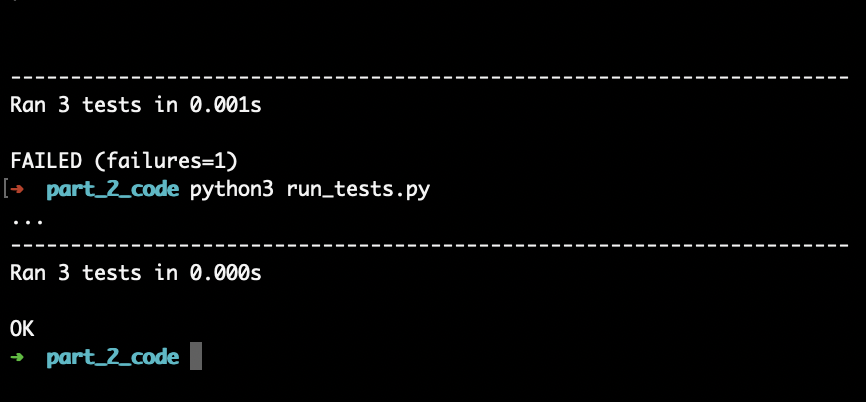 ----------------------------------------------------------------------
Ran 3 tests in 0.001s
FAILED (failures=1)
[➜ part_2_code python3 run_tests.py
...
----------------------------------------------------------------------
Ran 3 tests in 0.000s
OK
➜ part_2_code